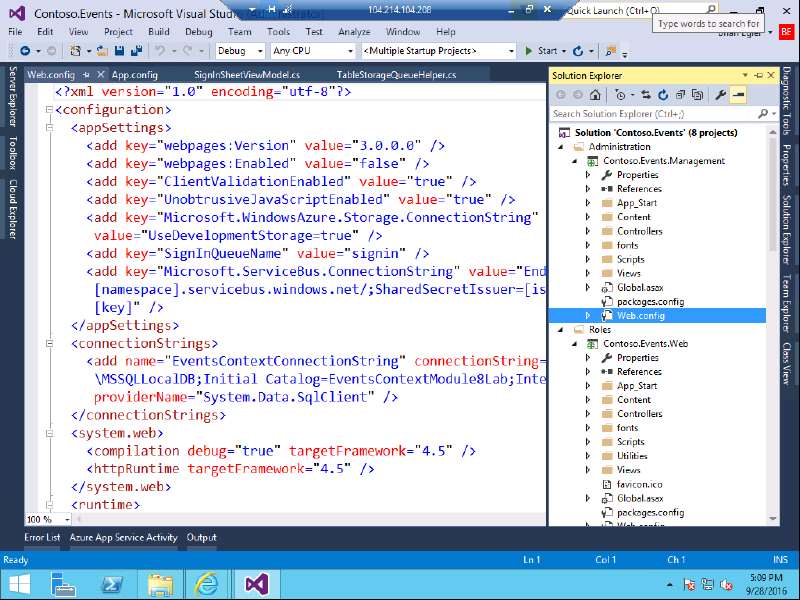 Contoso.Events - Microsoft Visual Studio
104.214.104.208
Quick Launch (Ctrl+Q)
Type words to search for
File Edit View Project Build Debug Team Tools Test Analyze Window Help
BE
Debug Any CPU <Multiple Startup Projects> Start
Server Explorer
Toolbox
Cloud Explorer
Web.config App.config SignInSheetViewModel.cs TableStorageQueueHelper.cs
<?xml version="1.0" encoding="utf-8"?>
<configuration>
<appSettings>
<add key="webpages:Version" value="3.0.0.0" />
<add key="webpages:Enabled" value="false" />
<add key="ClientValidationEnabled" value="true" />
<add key="UnobtrusiveJavaScriptEnabled" value="true" />
<add key="Microsoft.WindowsAzure.Storage.ConnectionString"
value="UseDevelopmentStorage=true" />
<add key="SignInQueueName" value="signin" />
<add key="Microsoft.ServiceBus.ConnectionString" value="End
[namespace].servicebus.windows.net/;SharedSecretIssuer=[is
[key]" />
</appSettings>
<connectionStrings>
<add name="EventsContextConnectionString" connectionString=
\MSSQLLocalDB;Initial Catalog=EventsContextModule8Lab;Inte
providerName="System.Data.SqlClient" />
</connectionStrings>
<system.web>
<compilation debug="true" targetFramework="4.5" />
<httpRuntime targetFramework="4.5" />
</system.web>
<runtime>
100 %
Solution Explorer
Search Solution Explorer (Ctrl+;)
Solution 'Contoso.Events' (8 projects)
Administration
Contoso.Events.Management
Properties
References
App_Start
Content
Controllers
fonts
Scripts
Views
Global.asax
packages.config
Web.config
Roles
Contoso.Events.Web
Properties
References
App_Start
Content
Controllers
fonts
Scripts
Utilities
Views
favicon.ico
Global.asax
packages.config
Web.config
Diagnostic Tools
Properties
Solution Explorer
Team Explorer
Class View
Error List Azure App Service Activity Output
Ready Ln 1 Col 1 Ch 1 INS
5:09 PM
9/28/2016